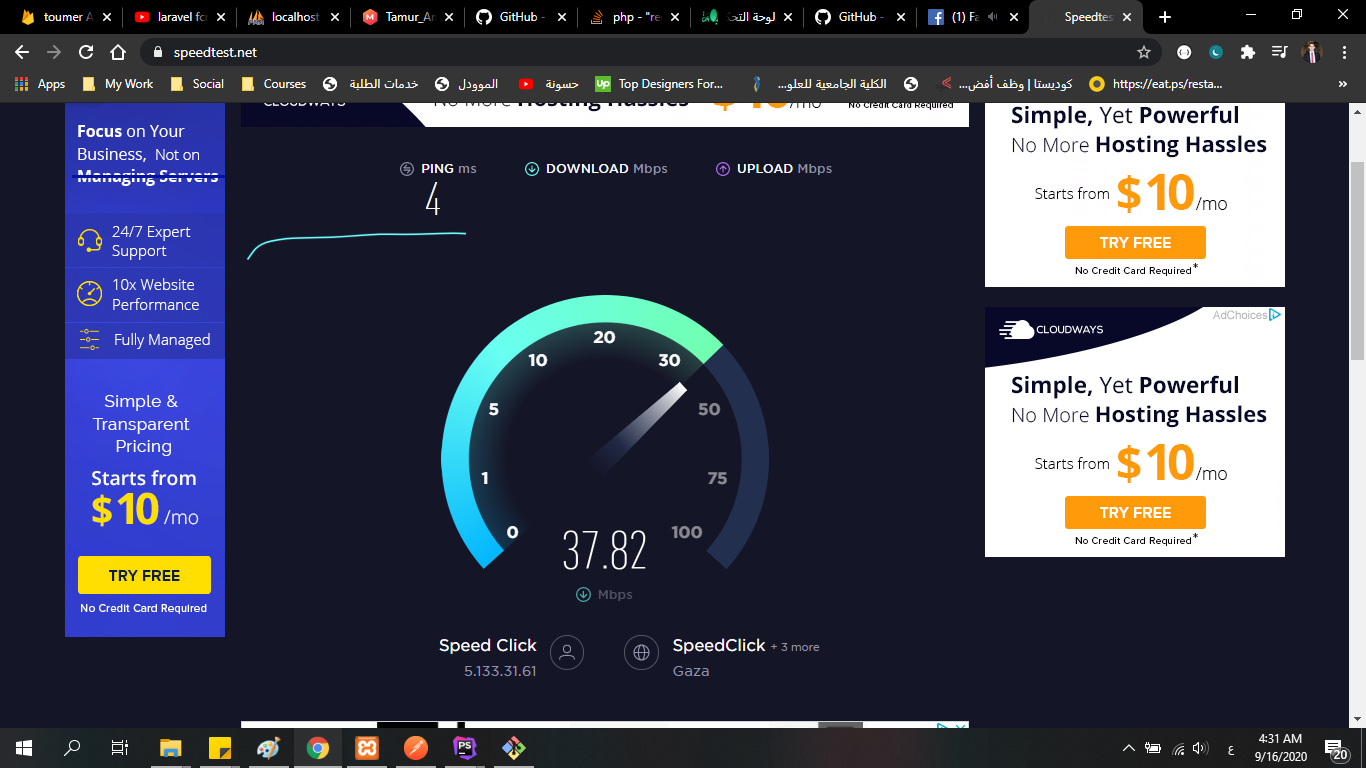 toumer A
laravel for
localhost
Tamur_Ar
GitHub -
php - "re
لوحة التحك
GitHub -
(1) Fa
Speedtes
speedtest.net
Apps
My Work
Social
Courses
خدمات الطلبة
الموودل
حسونة
Top Designers For...
الكلية الجامعية للعلو...
كوديستا | وظف أفض...
https://eat.ps/resta...
»
Focus on Your
Business, Not on
Managing Servers
24/7 Expert
Support
10x Website
Performance
Fully Managed
Simple &
Transparent
Pricing
Starts from
$10 /mo
TRY FREE
No Credit Card Required
CLOUDWAYS
No More Hosting Hassles
$10/mo
No Credit Card Required
PING ms
4
DOWNLOAD Mbps
UPLOAD Mbps
0
1
5
10
20
30
50
75
100
37.82
Mbps
Speed Click
5.133.31.61
SpeedClick + 3 more
Gaza
Simple, Yet Powerful
No More Hosting Hassles
Starts from $10/mo
TRY FREE
No Credit Card Required*
AdChoices
CLOUDWAYS
Simple, Yet Powerful
No More Hosting Hassles
Starts from $10/mo
TRY FREE
No Credit Card Required*
PS
ع
4:31 AM
9/16/2020
20